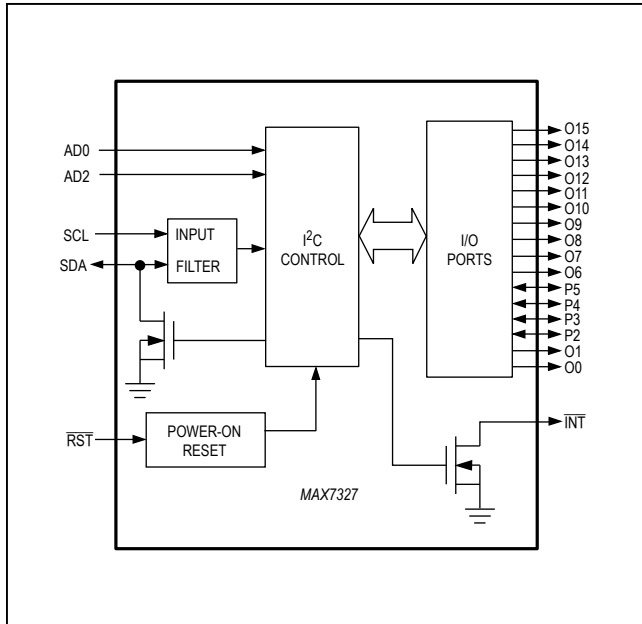 AD0
AD2
SCL
SDA
RST
INPUT
FILTER
POWER-ON
RESET
I²C
CONTROL
I/O
PORTS
O15
O14
O13
O12
O11
O10
O9
O8
O7
O6
P5
P4
P3
P2
O1
O0
INT
MAX7327